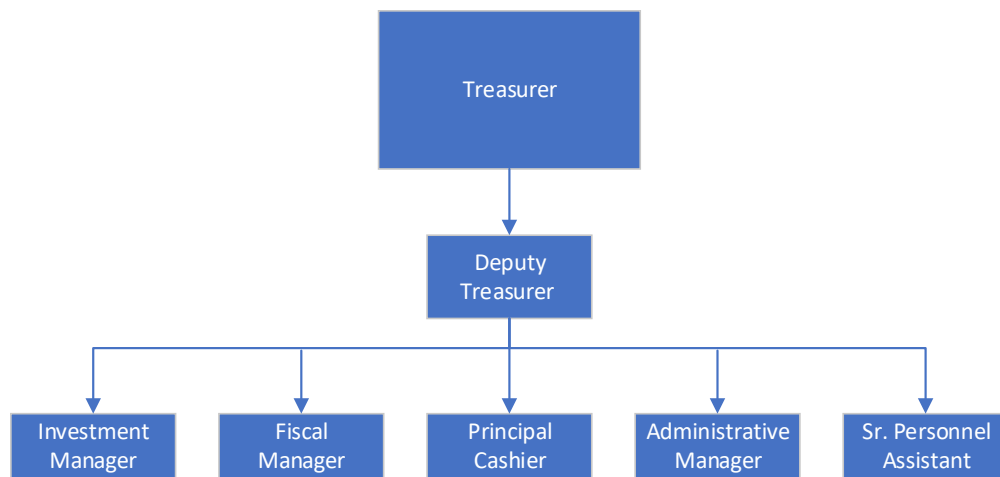 Treasurer
Deputy
Treasurer
Investment
Manager
Fiscal
Manager
Principal
Cashier
Administrative
Manager
Sr. Personnel
Assistant